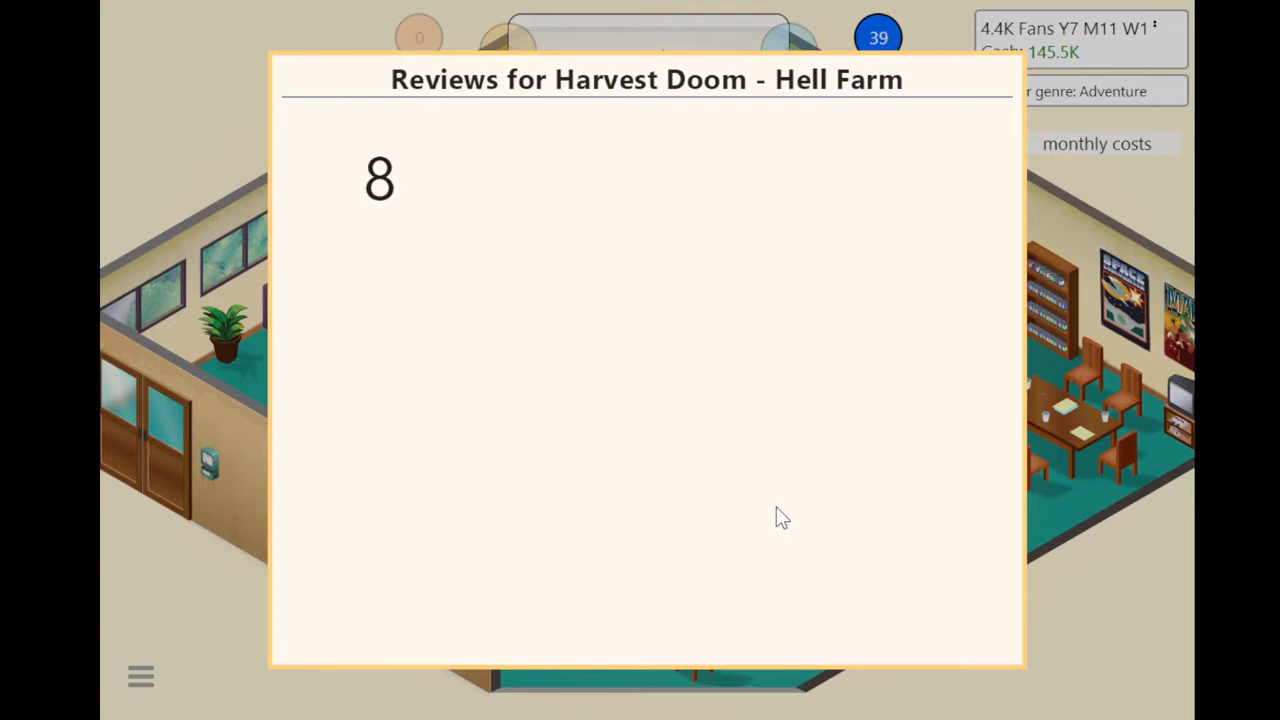 0
39
4.4K Fans Y7 M11 W1
Cash: 145.5K
r genre: Adventure
monthly costs
Reviews for Harvest Doom - Hell Farm
8
SPACE